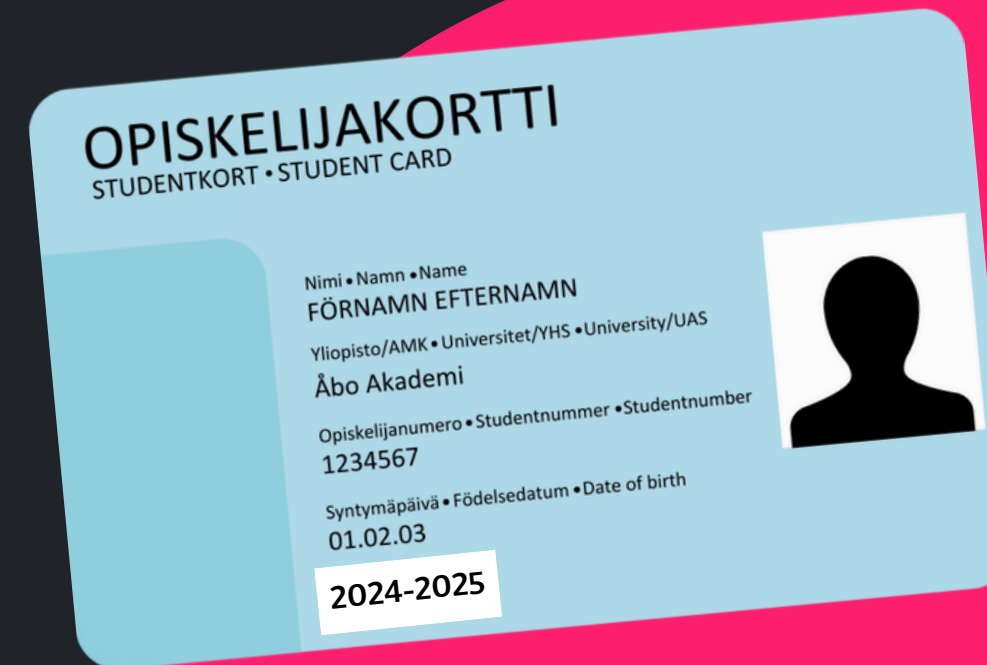 OPISKELIJAKORTTI
STUDENTKORT • STUDENT CARD
Nimi • Namn • Name
FÖRNAMN EFTERNAMN
Yliopisto/AMK • Universitet/YHS • University/UAS
Åbo Akademi
Opiskelijanumero • Studentnummer • Studentnumber
1234567
Syntymäpäivä • Födelsedatum • Date of birth
01.02.03
2024-2025